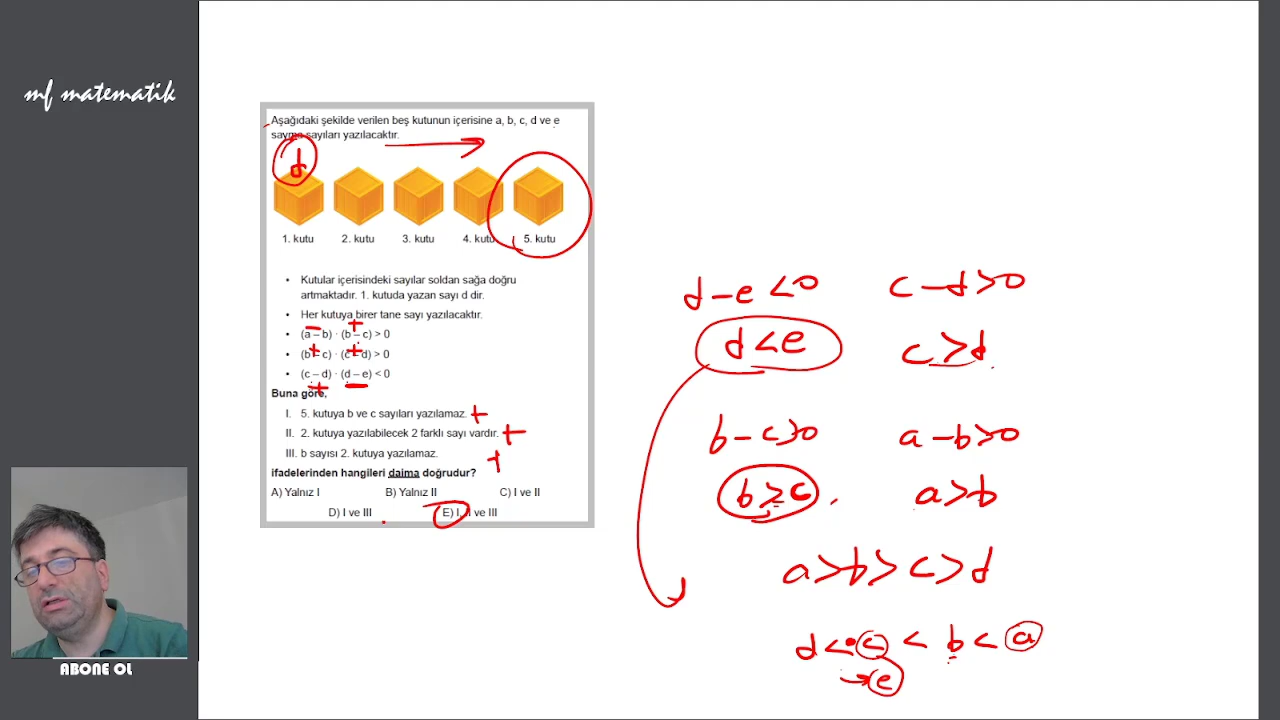 mf matematik
Aşağıdaki şekilde verilen beş kutunun içerisine a, b, c, d ve e
sayma sayıları yazılacaktır.
d
1. kutu 2. kutu 3. kutu 4. kutu 5. kutu
• Kutular içerisindeki sayılar soldan sağa doğru
artmaktadır. 1. kutuda yazan sayı d dir.
• Her kutuya birer tane sayı yazılacaktır.
− +
• (a – b) · (b – c) > 0
+ +
• (b – c) · (c – d) > 0
• (c – d) · (d – e) < 0
+ −
Buna göre,
I. 5. kutuya b ve c sayıları yazılamaz. +
II. 2. kutuya yazılabilecek 2 farklı sayı vardır. +
III. b sayısı 2. kutuya yazılamaz. +
ifadelerinden hangileri daima doğrudur?
A) Yalnız I B) Yalnız II C) I ve II
D) I ve III E) I, II ve III
d – e < 0 c – d > 0
d < e c > d
b – c > 0 a – b > 0
b > c a > b
a > b > c > d
d < c < b < a
→ e
ABONE OL